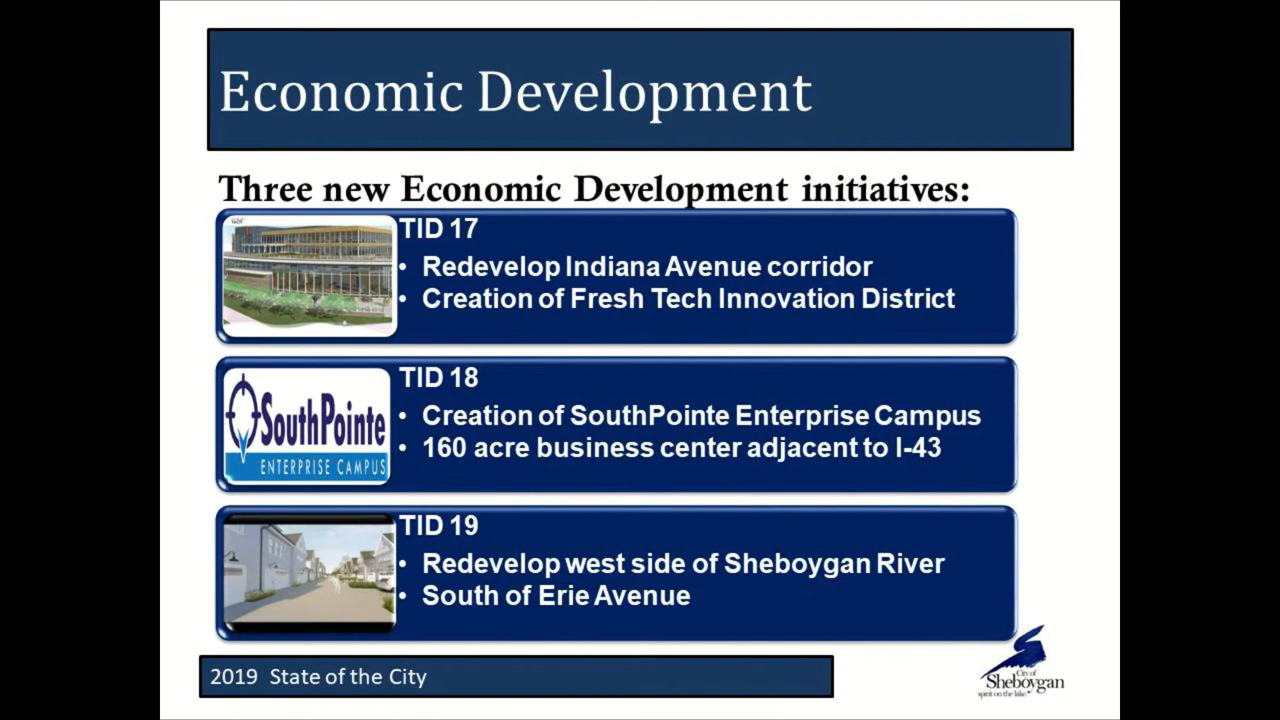 Economic Development
Three new Economic Development initiatives:
TID 17
• Redevelop Indiana Avenue corridor
• Creation of Fresh Tech Innovation District
SouthPointe
ENTERPRISE CAMPUS
TID 18
• Creation of SouthPointe Enterprise Campus
• 160 acre business center adjacent to I-43
TID 19
• Redevelop west side of Sheboygan River
• South of Erie Avenue
2019 State of the City
City of
Sheboygan
spirit on the lake.